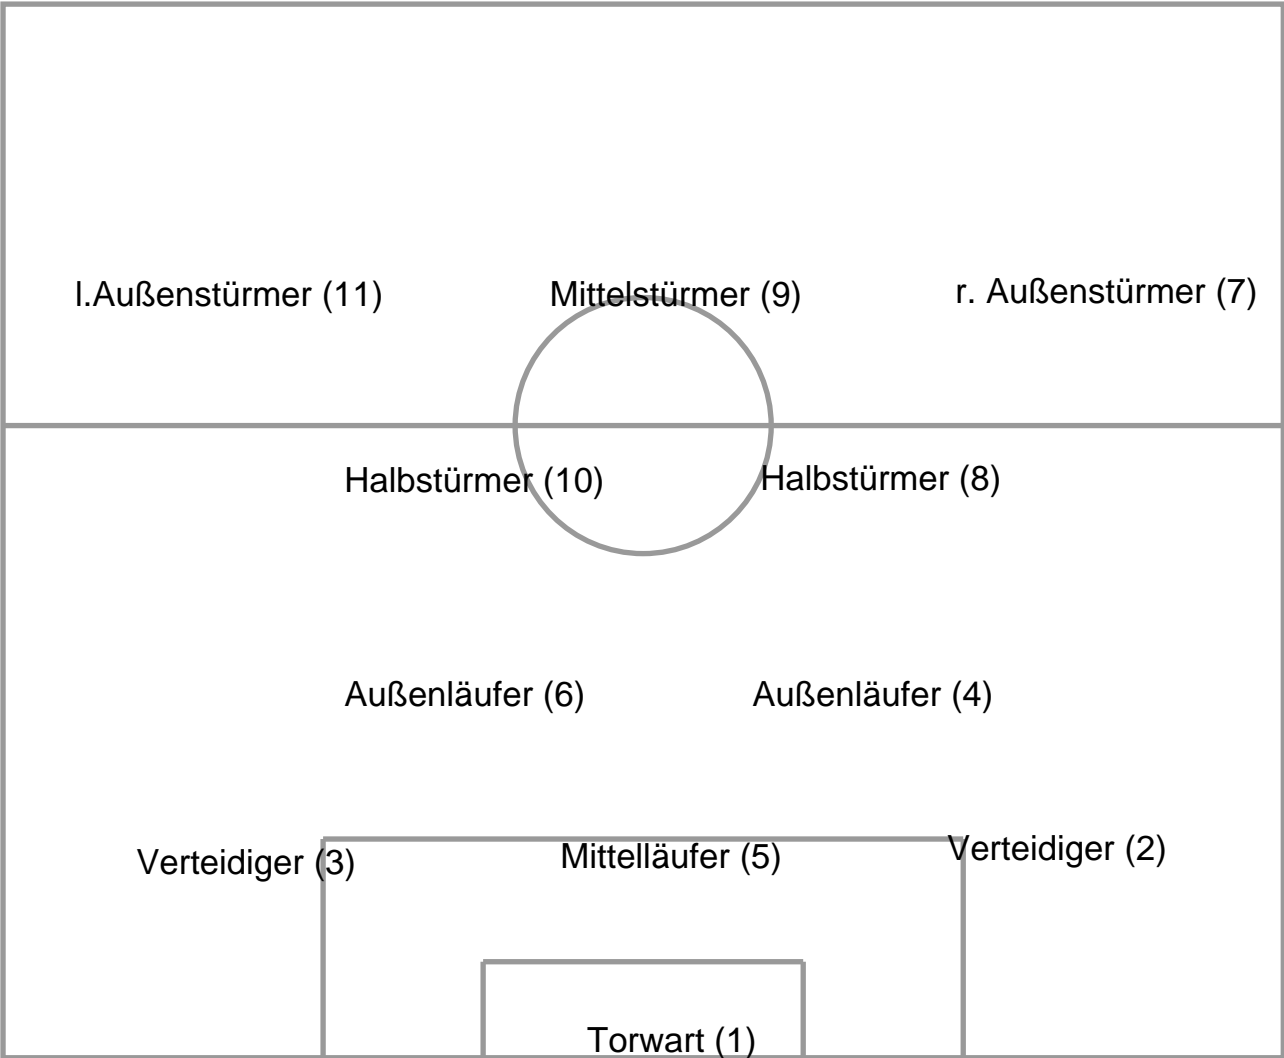 l.Außenstürmer (11)
Mittelstürmer (9)
r. Außenstürmer (7)
Halbstürmer (10)
Halbstürmer (8)
Außenläufer (6)
Außenläufer (4)
Verteidiger (3)
Mittelläufer (5)
Verteidiger (2)
Torwart (1)